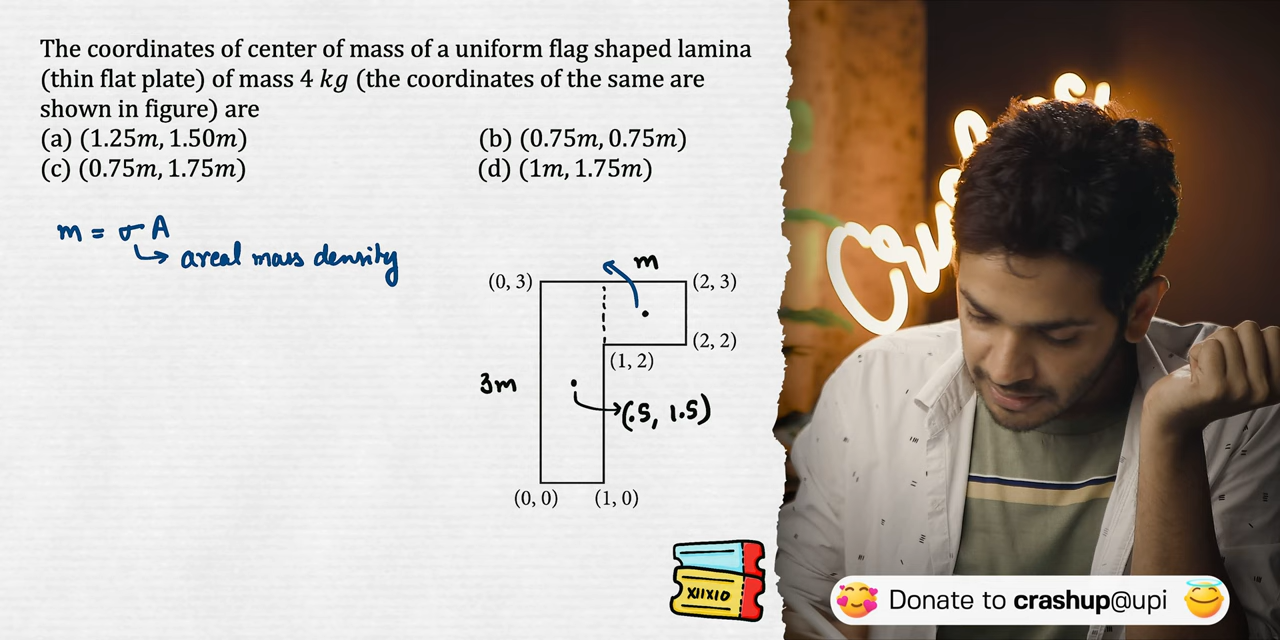 The coordinates of center of mass of a uniform flag shaped lamina
(thin flat plate) of mass 4 kg (the coordinates of the same are
shown in figure) are
(a) (1.25m, 1.50m) (b) (0.75m, 0.75m)
(c) (0.75m, 1.75m) (d) (1m, 1.75m)
m = σ A
areal mass density
m
(0, 3) (2, 3)
(2, 2)
(1, 2)
3m
(.5, 1.5)
(0, 0) (1, 0)
XIIXIO
Donate to crashup@upi